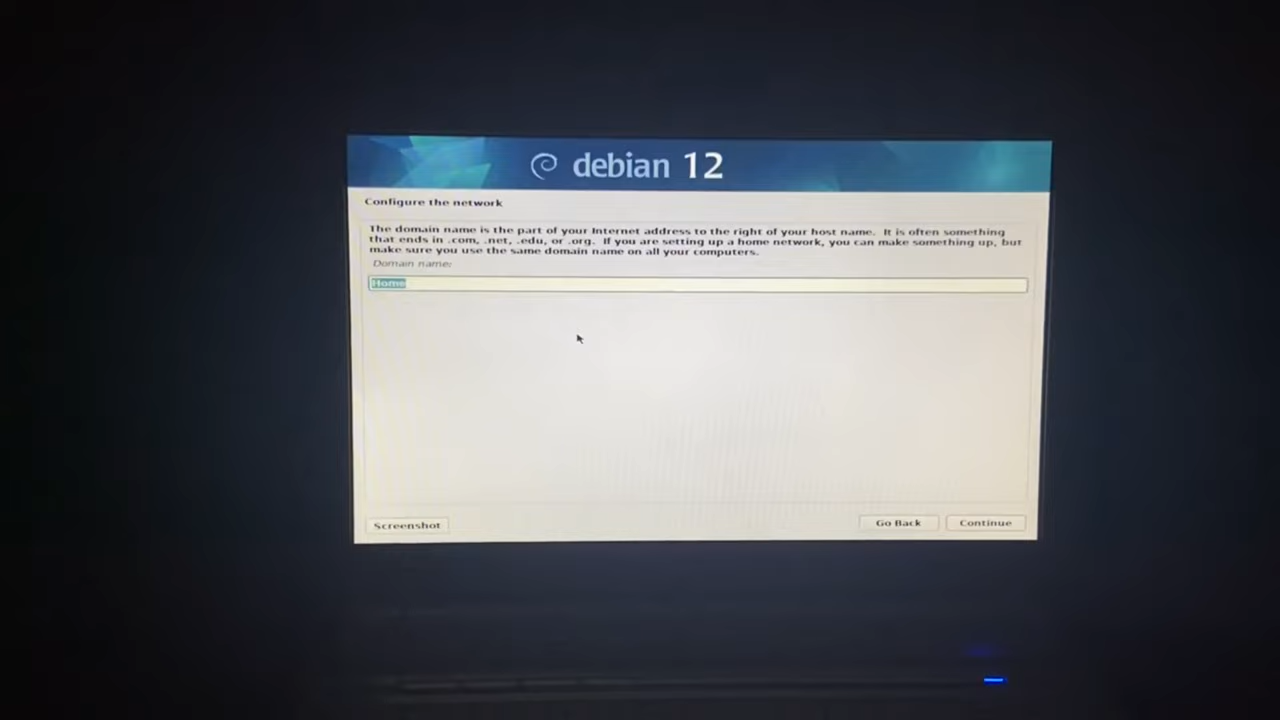 debian 12
Configure the network
The domain name is the part of your Internet address to the right of your host name. It is often something
that ends in .com, .net, .edu, or .org. If you are setting up a home network, you can make something up, but
make sure you use the same domain name on all your computers.
Domain name:
Home
Screenshot
Go Back
Continue